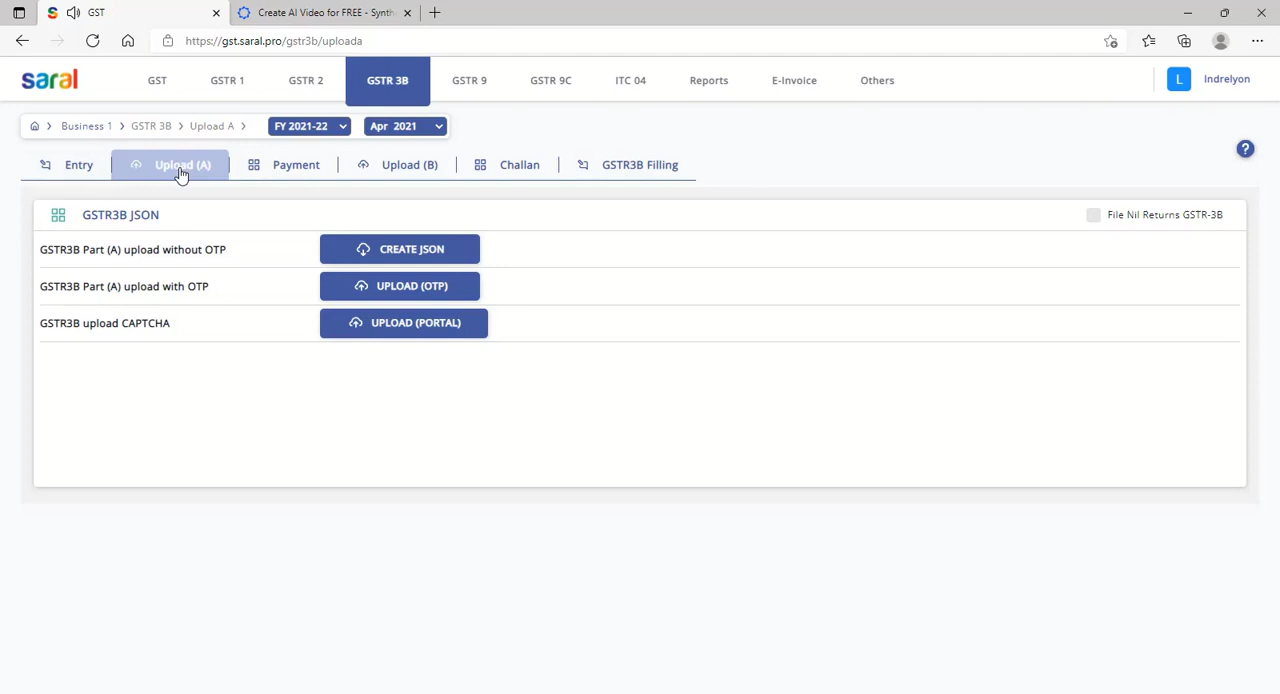 GST
Create AI Video for FREE - Synth
https://gst.saral.pro/gstr3b/uploada
saral GST GSTR 1 GSTR 2 GSTR 3B GSTR 9 GSTR 9C ITC 04 Reports E-Invoice Others L Indrelyon
Business 1 > GSTR 3B > Upload A > FY 2021-22 Apr 2021
Entry Upload (A) Payment Upload (B) Challan GSTR3B Filling ?
GSTR3B JSON File Nil Returns GSTR-3B
GSTR3B Part (A) upload without OTP CREATE JSON
GSTR3B Part (A) upload with OTP UPLOAD (OTP)
GSTR3B upload CAPTCHA UPLOAD (PORTAL)